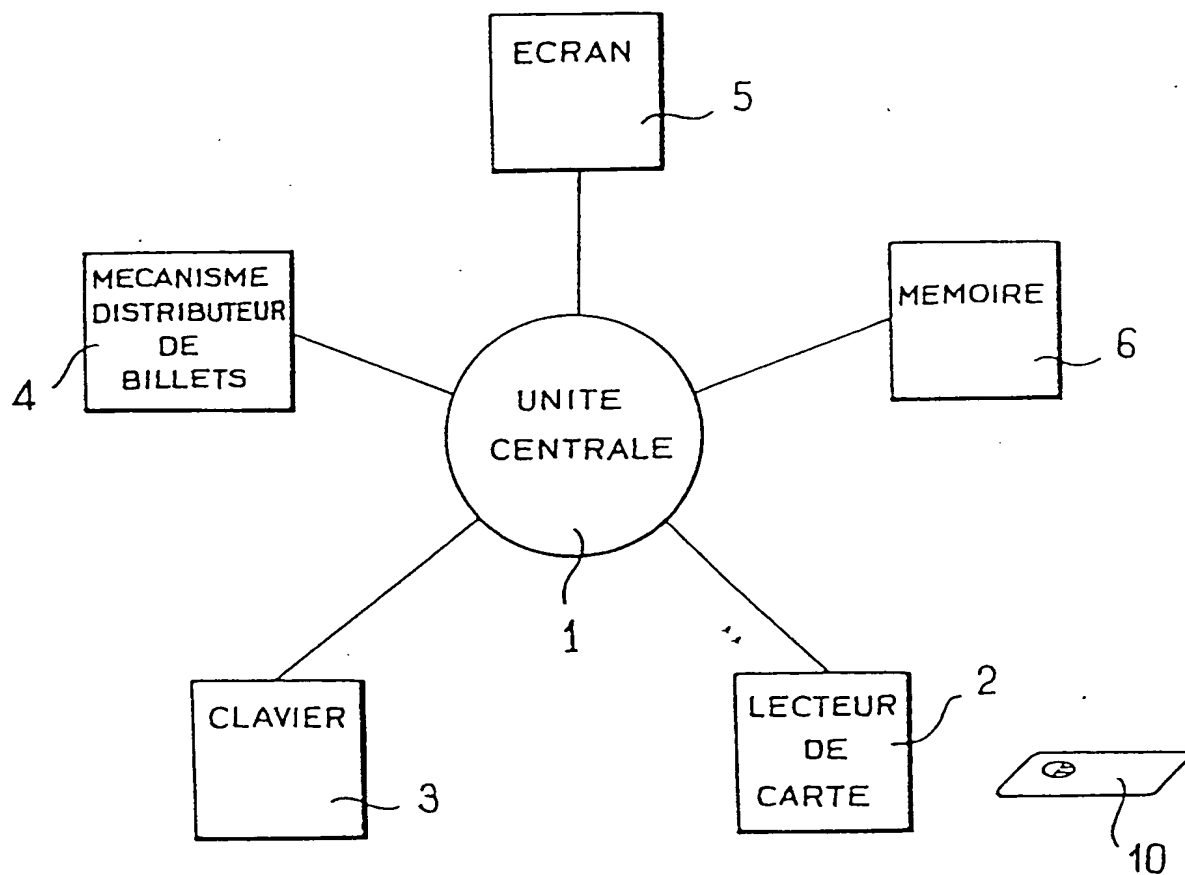 ECRAN
5
MECANISME
DISTRIBUTEUR
DE
BILLETS
4
MEMOIRE
6
UNITE
CENTRALE
1
CLAVIER
3
LECTEUR
DE
CARTE
2
10